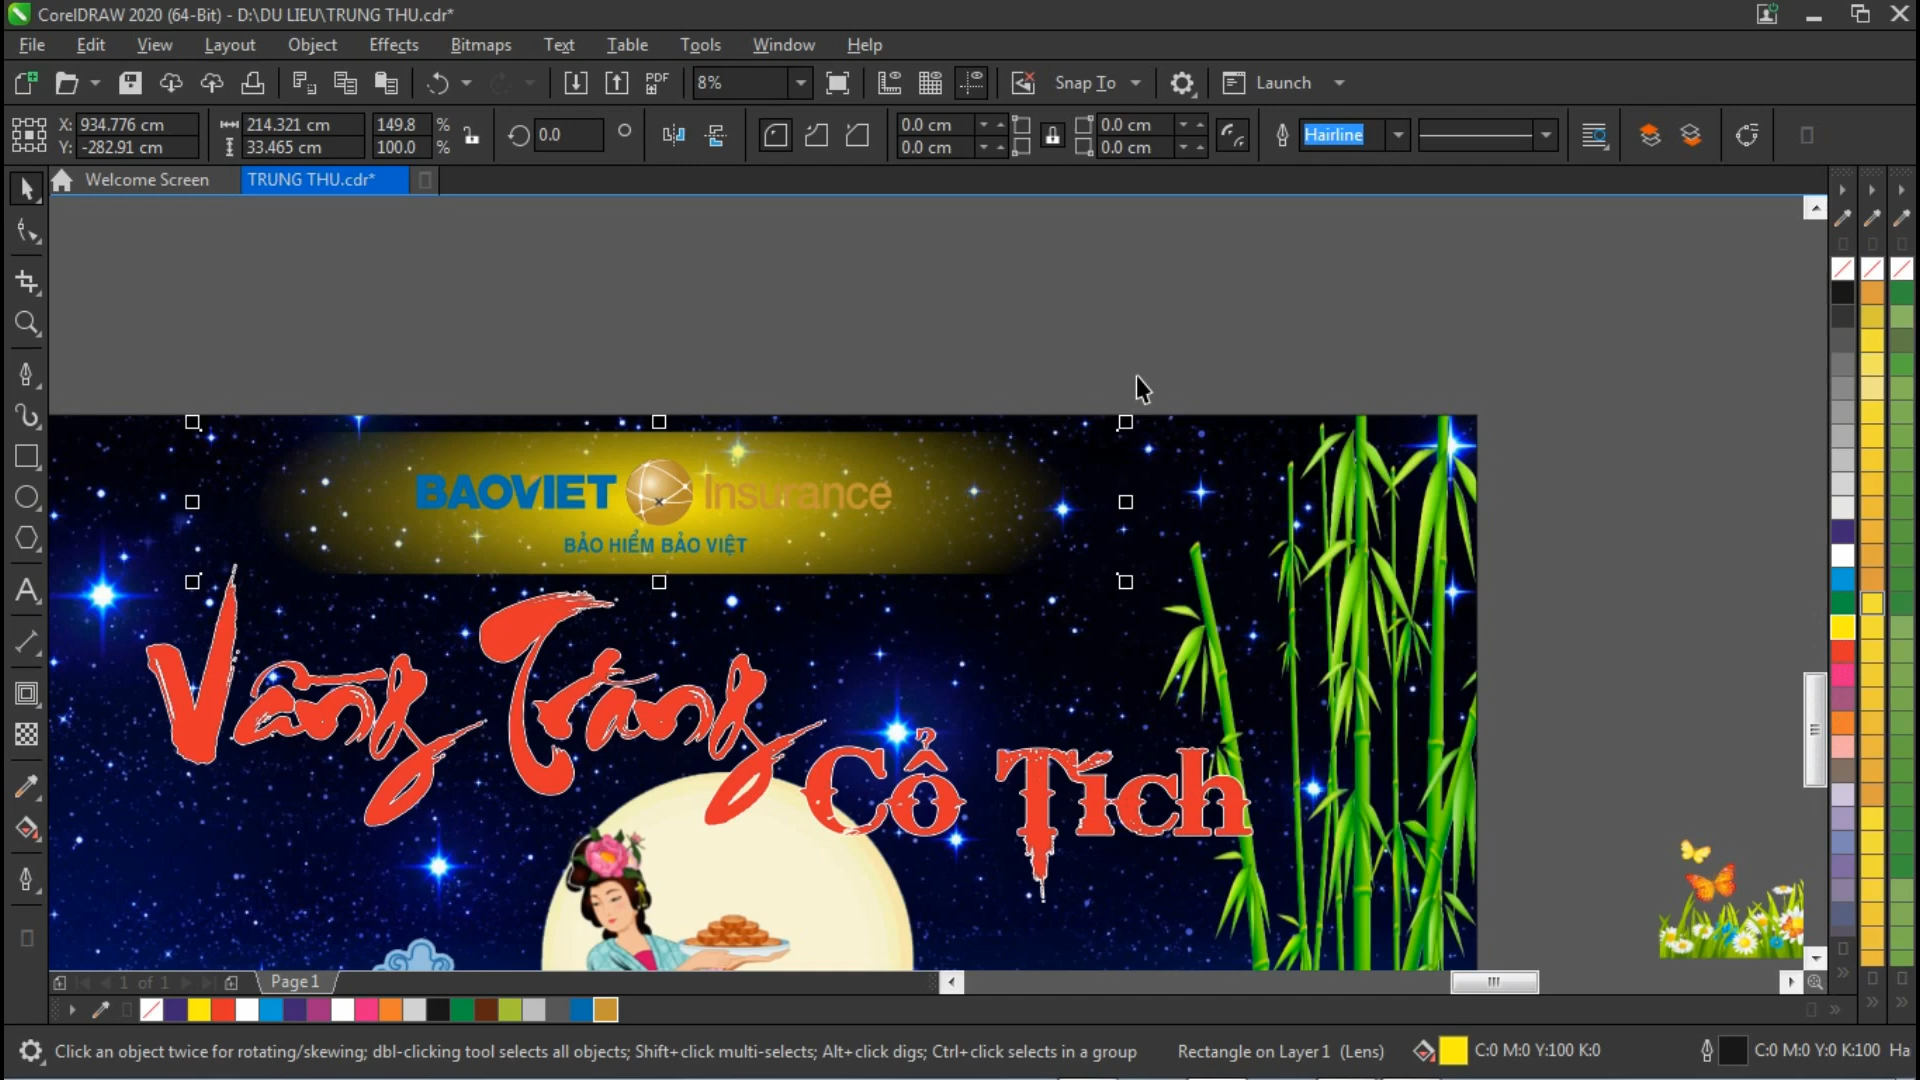 CorelDRAW 2020 (64-Bit) - D:\DU LIEU\TRUNG THU.cdr*
File Edit View Layout Object Effects Bitmaps Text Table Tools Window Help
PDF 8% Snap To Launch
X: 934.776 cm 214.321 cm 149.8 % 0.0 0.0 cm 0.0 cm Hairline
Y: -282.91 cm 33.465 cm 100.0 % 0.0 cm 0.0 cm
Welcome Screen TRUNG THU.cdr*
BAOVIET Insurance
BẢO HIỂM BẢO VIỆT
Vầng Trăng
Cổ Tích
1 of 1 Page 1
Click an object twice for rotating/skewing; dbl-clicking tool selects all objects; Shift+click multi-selects; Alt+click digs; Ctrl+click selects in a group Rectangle on Layer 1 (Lens) C:0 M:0 Y:100 K:0 C:0 M:0 Y:0 K:100 Ha